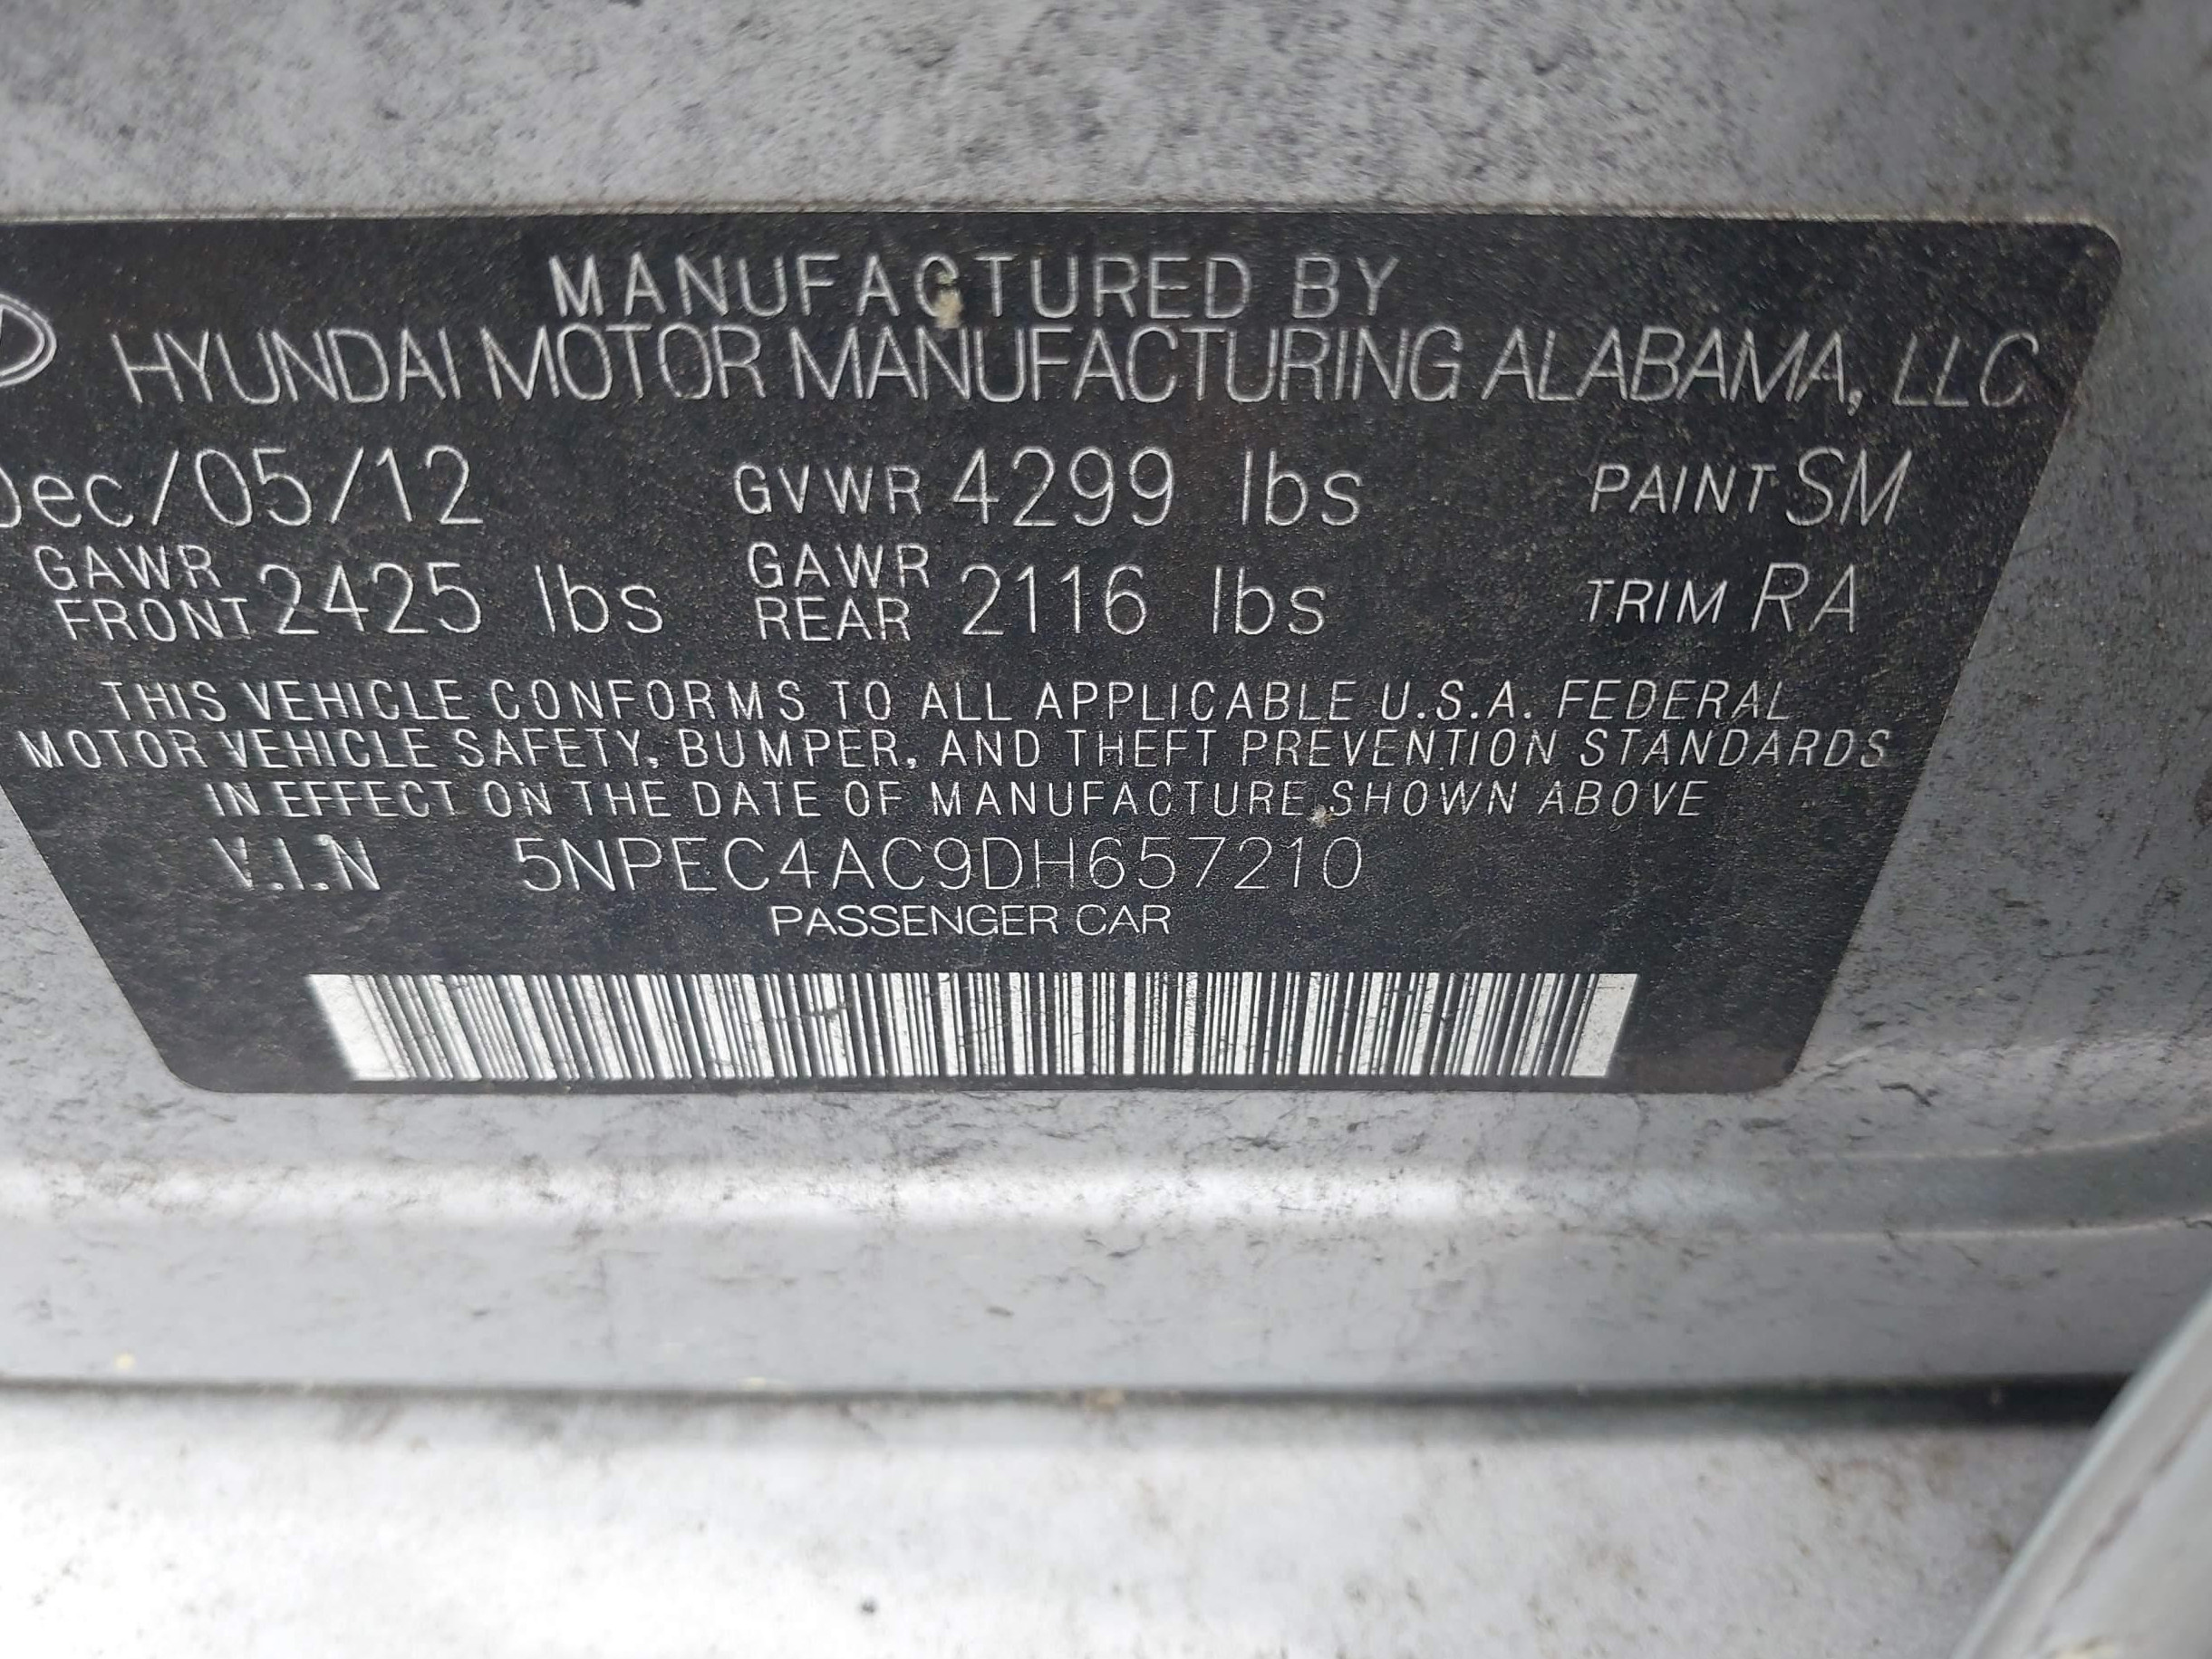 MANUFACTURED BY
HYUNDAI MOTOR MANUFACTURING ALABAMA, LLC
Dec/05/12 GVWR 4299 lbs PAINT SM
GAWR FRONT 2425 lbs GAWR REAR 2116 lbs TRIM RA
THIS VEHICLE CONFORMS TO ALL APPLICABLE U.S.A. FEDERAL
MOTOR VEHICLE SAFETY, BUMPER, AND THEFT PREVENTION STANDARDS
IN EFFECT ON THE DATE OF MANUFACTURE SHOWN ABOVE
V.I.N 5NPEC4AC9DH657210
PASSENGER CAR